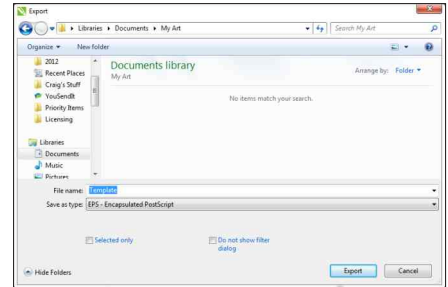 Export
Libraries ▸ Documents ▸ My Art
Search My Art
Organize
New folder
2012
Recent Places
Craig's Stuff
YouSendIt
Priority Items
Licensing
Libraries
Documents
Music
Pictures
Documents library
My Art
Arrange by: Folder
No items match your search.
File name: Template
Save as type: EPS - Encapsulated PostScript
Selected only
Do not show filter
dialog
Hide Folders
Export
Cancel